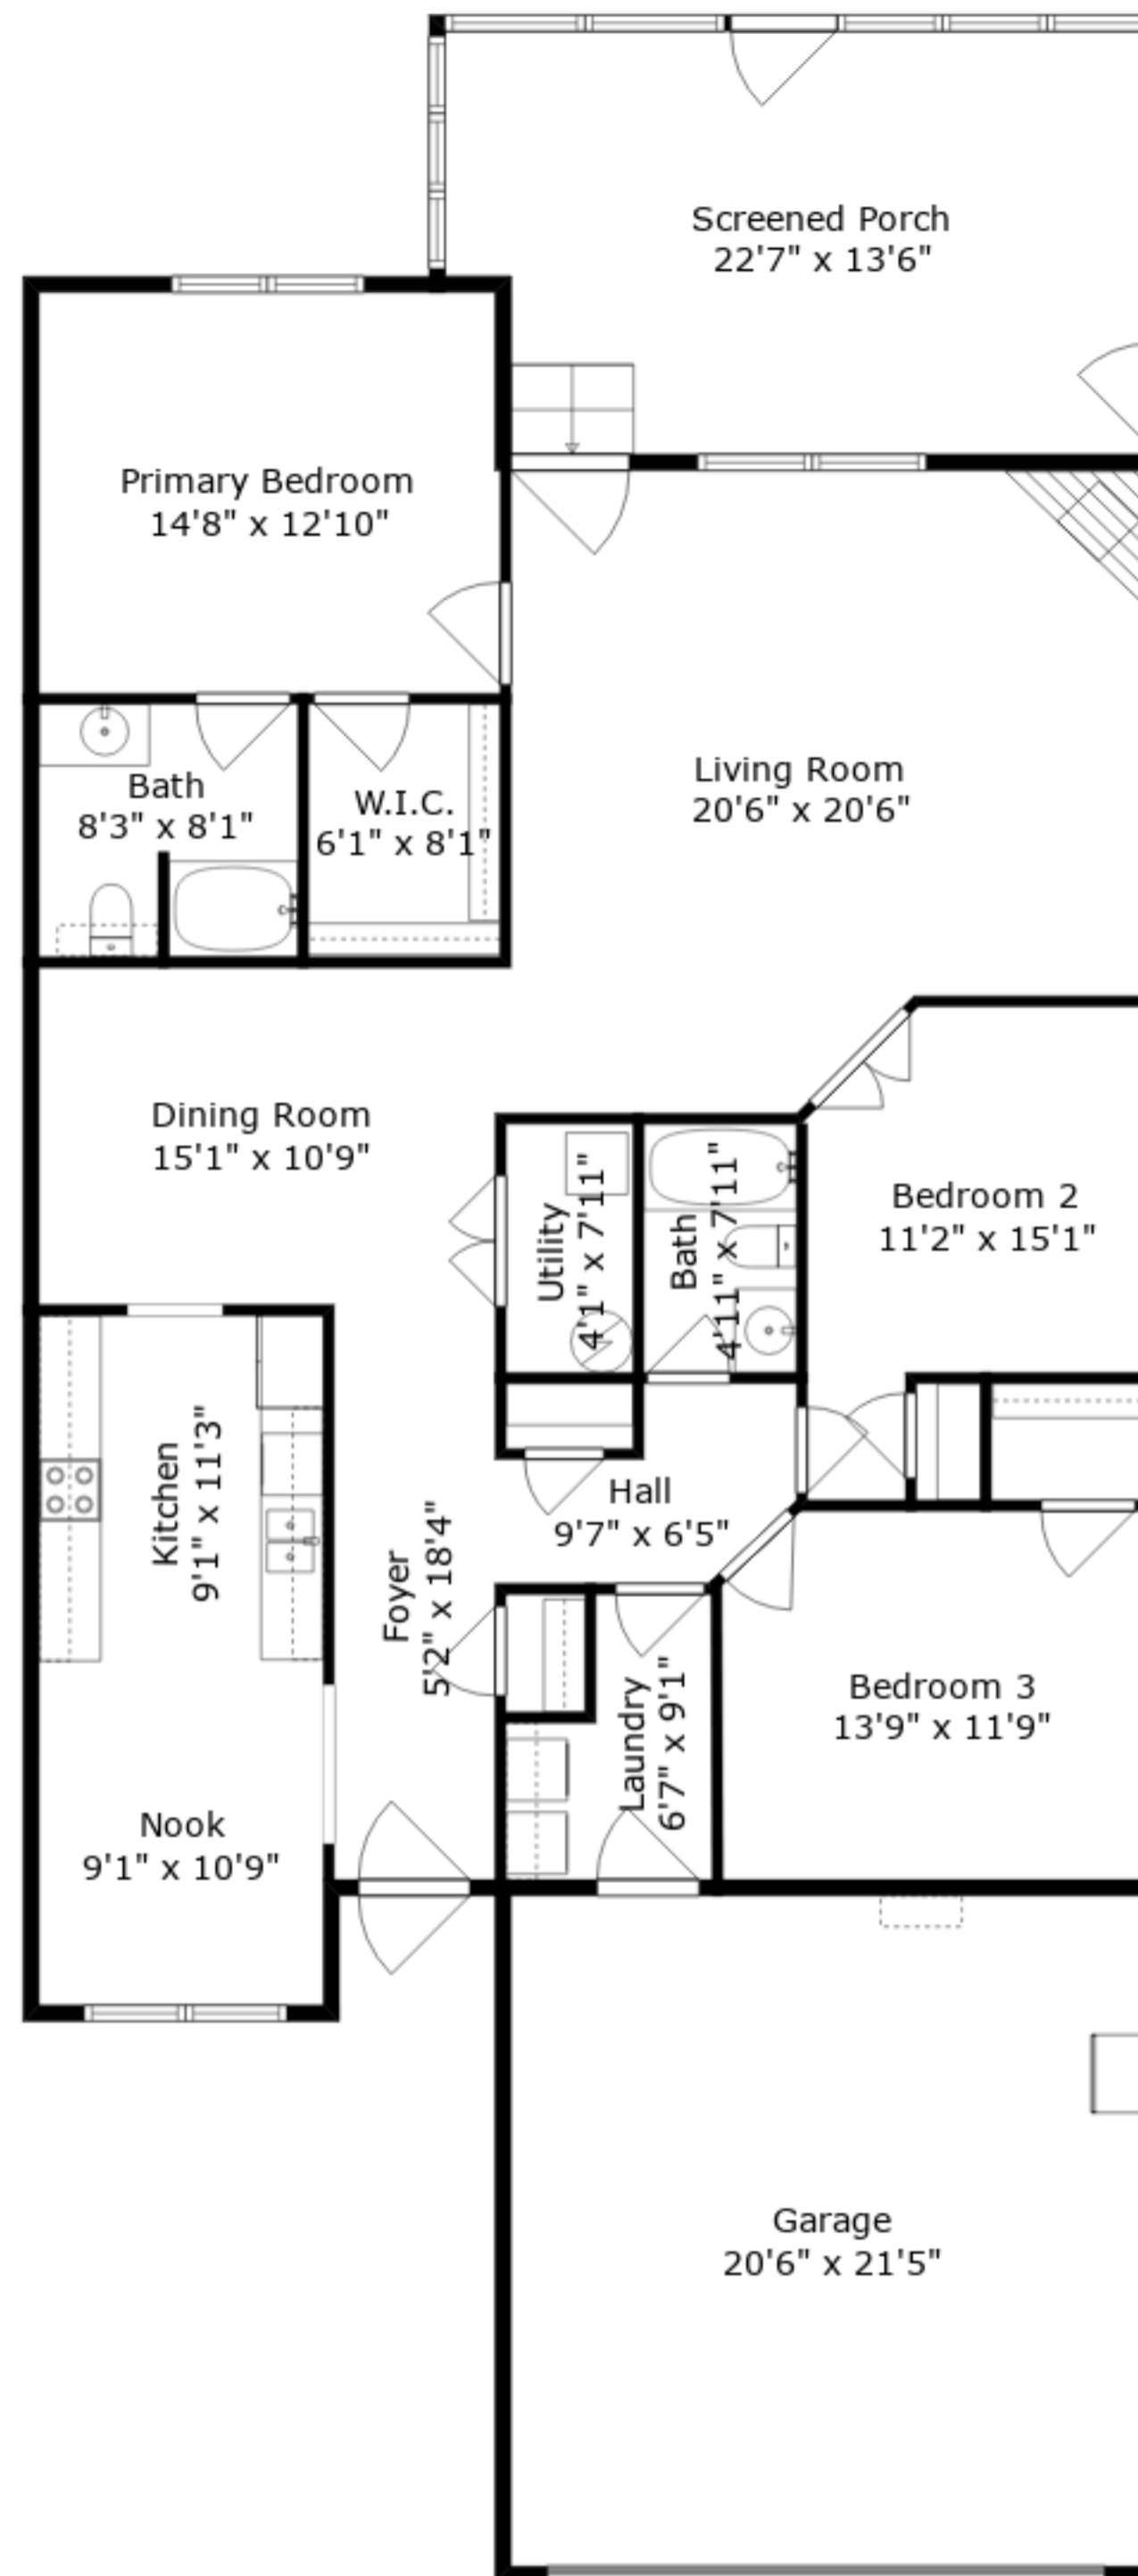 Screened Porch
22'7" x 13'6"
Primary Bedroom
14'8" x 12'10"
Living Room
20'6" x 20'6"
Bath
8'3" x 8'1"
W.I.C.
6'1" x 8'1"
Dining Room
15'1" x 10'9"
Utility
4'1" x 7'11"
Bath
4'11" x 7'11"
Bedroom 2
11'2" x 15'1"
Kitchen
9'1" x 11'3"
Hall
9'7" x 6'5"
Foyer
5'2" x 18'4"
Laundry
6'7" x 9'1"
Bedroom 3
13'9" x 11'9"
Nook
9'1" x 10'9"
Garage
20'6" x 21'5"